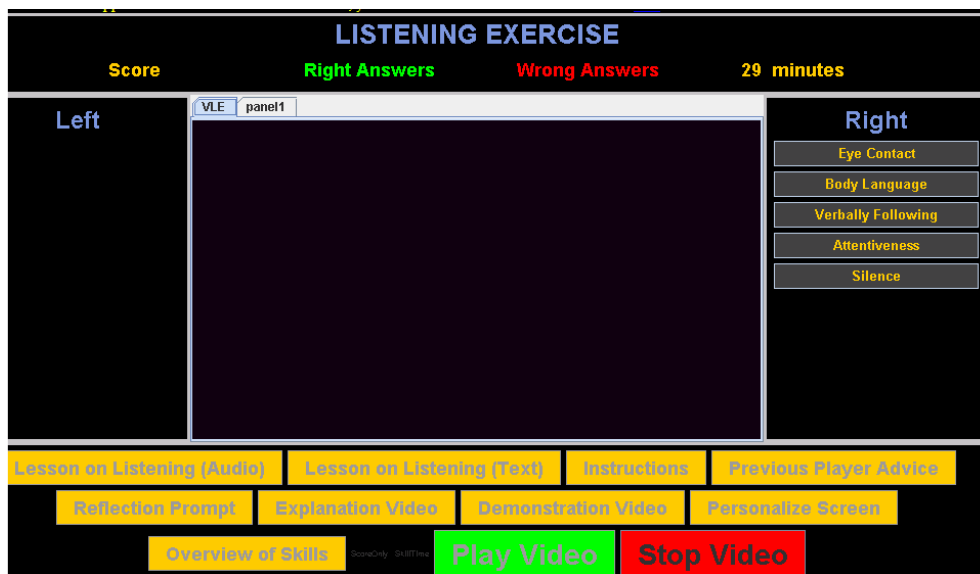 LISTENING EXERCISE
Score Right Answers Wrong Answers 29 minutes
Left
VLE panel1
Right
Eye Contact
Body Language
Verbally Following
Attentiveness
Silence
Lesson on Listening (Audio) Lesson on Listening (Text) Instructions Previous Player Advice
Reflection Prompt Explanation Video Demonstration Video Personalize Screen
Overview of Skills ScoreOnly SkillTime Play Video Stop Video